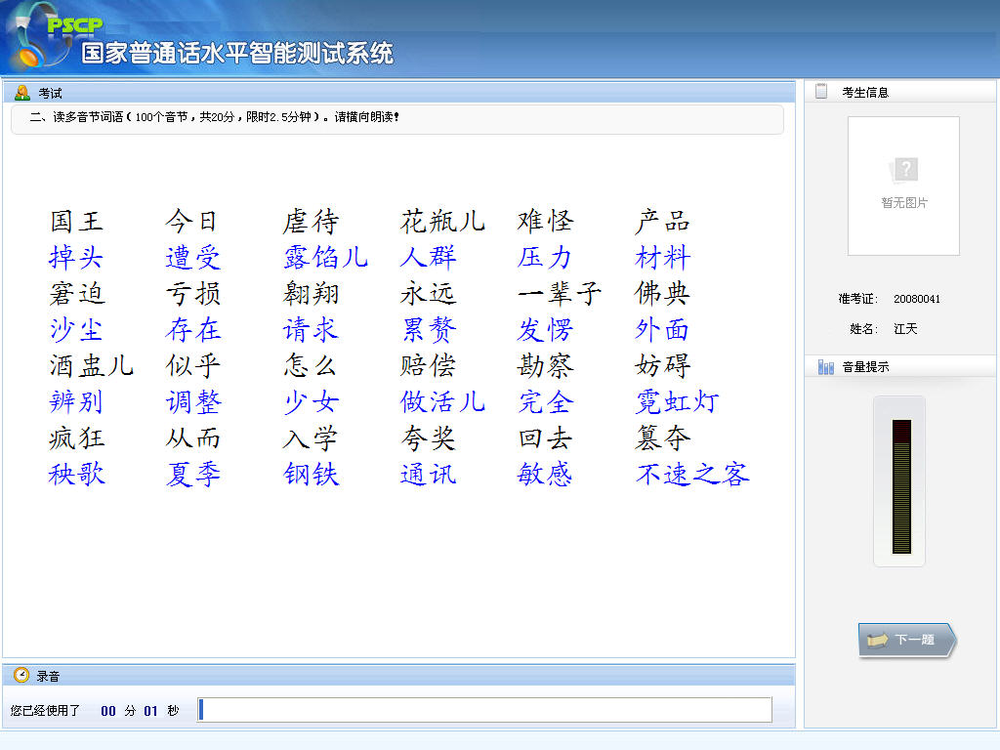 PSCP
国家普通话水平智能测试系统
考试
二、读多音节词语（100个音节，共20分，限时2.5分钟）。请横向朗读！
国王 今日 虐待 花瓶儿 难怪 产品
掉头 遭受 露馅儿 人群 压力 材料
窘迫 亏损 翱翔 永远 一辈子 佛典
沙尘 存在 请求 累赘 发愣 外面
酒盅儿 似乎 怎么 赔偿 勘察 妨碍
辨别 调整 少女 做活儿 完全 霓虹灯
疯狂 从而 入学 夸奖 回去 篡夺
秧歌 夏季 钢铁 通讯 敏感 不速之客
录音
您已经使用了 00 分 01 秒
考生信息
?
暂无图片
准考证: 20080041
姓名: 江天
音量提示
下一题